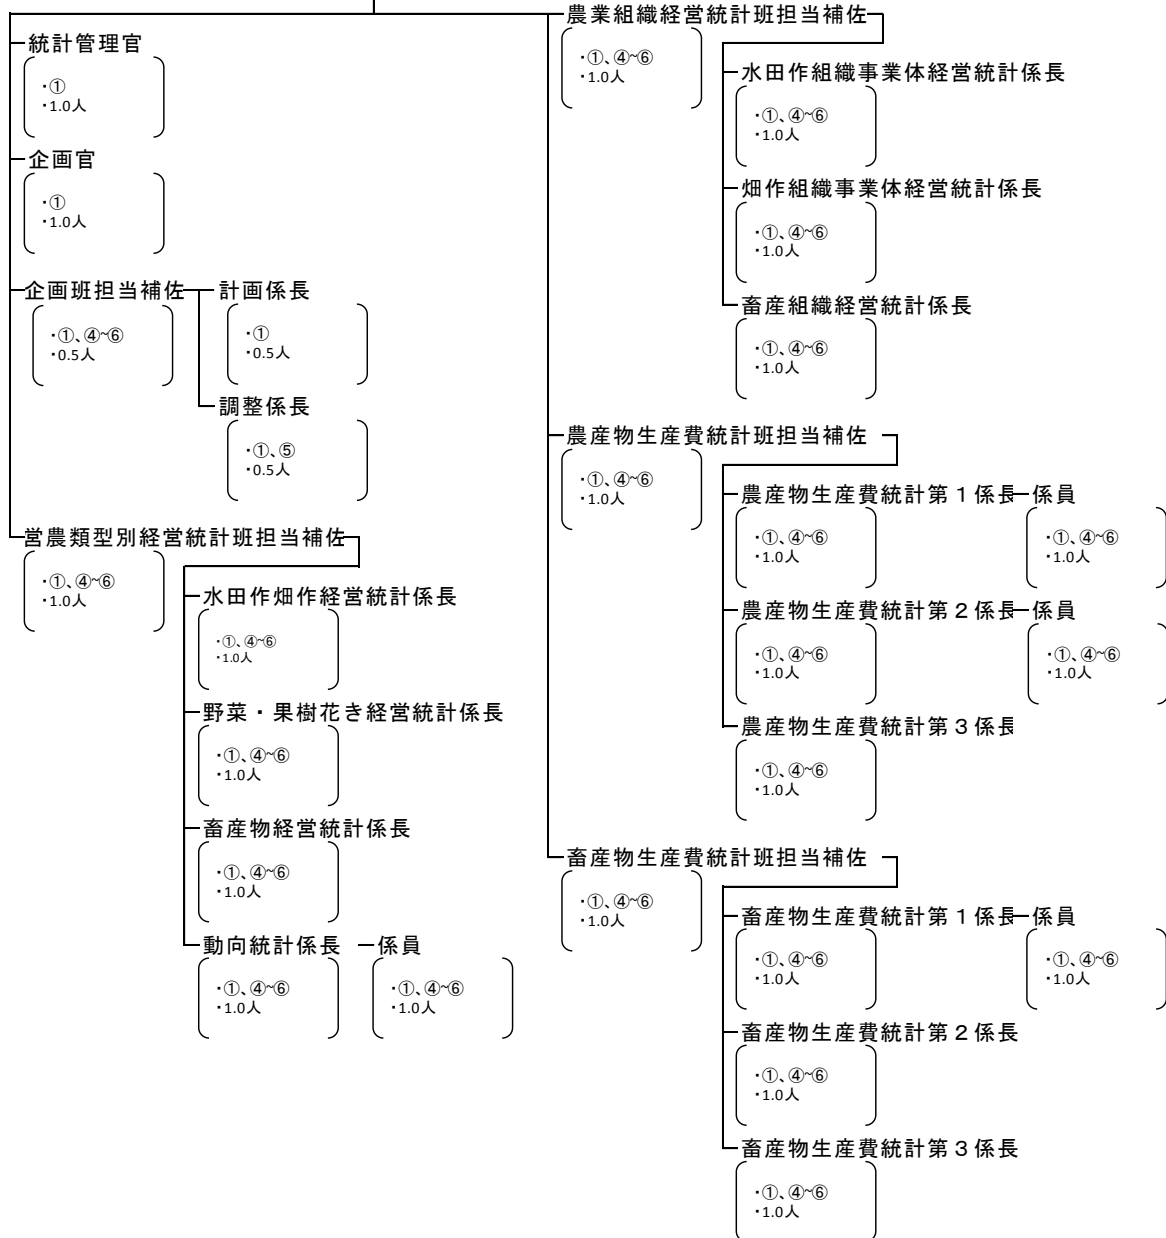 統計管理官
・①
・1.0人
企画官
・①
・1.0人
企画班担当補佐
・①、④~⑥
・0.5人
計画係長
・①
・0.5人
調整係長
・①、⑤
・0.5人
営農類型別経営統計班担当補佐
・①、④~⑥
・1.0人
水田作畑作経営統計係長
・①、④~⑥
・1.0人
野菜・果樹花き経営統計係長
・①、④~⑥
・1.0人
畜産物経営統計係長
・①、④~⑥
・1.0人
動向統計係長
・①、④~⑥
・1.0人
係員
・①、④~⑥
・1.0人
農業組織経営統計班担当補佐
・①、④~⑥
・1.0人
水田作組織事業体経営統計係長
・①、④~⑥
・1.0人
畑作組織事業体経営統計係長
・①、④~⑥
・1.0人
畜産組織経営統計係長
・①、④~⑥
・1.0人
農産物生産費統計班担当補佐
・①、④~⑥
・1.0人
農産物生産費統計第1係長
・①、④~⑥
・1.0人
係員
・①、④~⑥
・1.0人
農産物生産費統計第2係長
・①、④~⑥
・1.0人
係員
・①、④~⑥
・1.0人
農産物生産費統計第3係長
・①、④~⑥
・1.0人
畜産物生産費統計班担当補佐
・①、④~⑥
・1.0人
畜産物生産費統計第1係長
・①、④~⑥
・1.0人
係員
・①、④~⑥
・1.0人
畜産物生産費統計第2係長
・①、④~⑥
・1.0人
畜産物生産費統計第3係長
・①、④~⑥
・1.0人